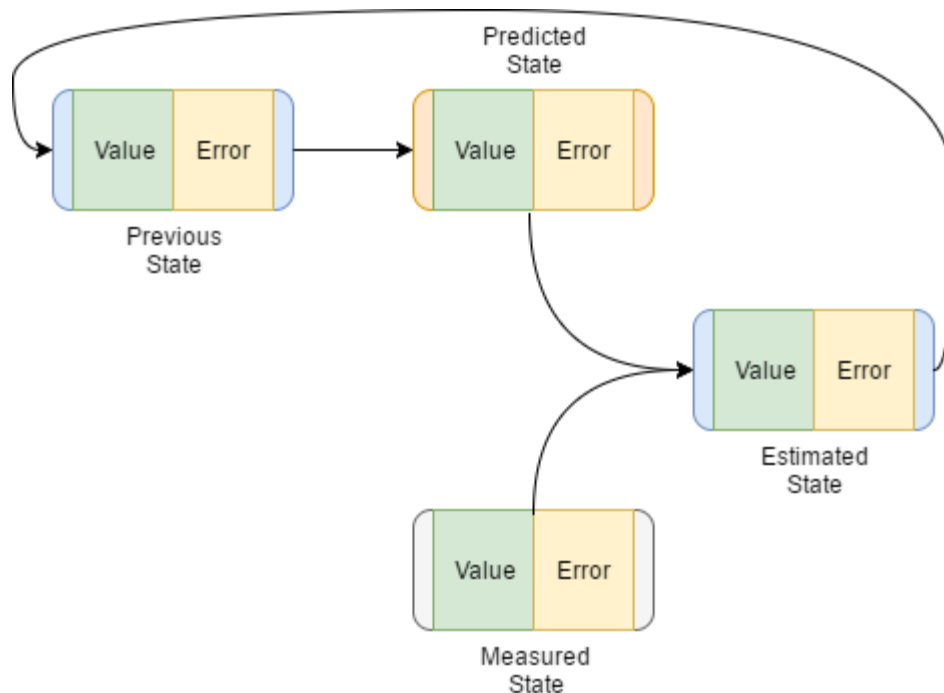 Predicted
State
Value
Error
Value
Error
Previous
State
Value
Error
Estimated
State
Value
Error
Measured
State